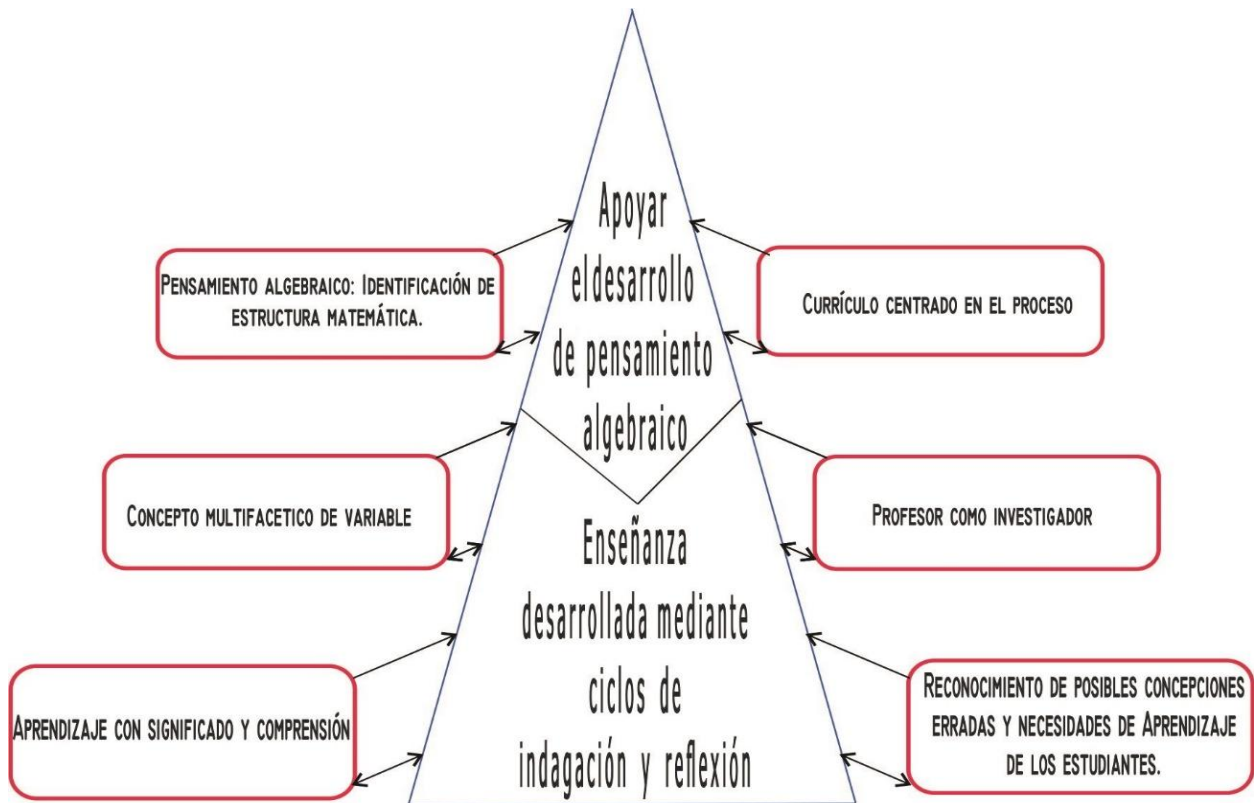 Apoyar
el desarrollo
de pensamiento
algebraico
PENSAMIENTO ALGEBRAICO: IDENTIFICACIÓN DE
ESTRUCTURA MATEMÁTICA.
CURRÍCULO CENTRADO EN EL PROCESO
CONCEPTO MULTIFACETICO DE VARIABLE
PROFESOR COMO INVESTIGADOR
Enseñanza
desarrollada mediante
ciclos de
indagación y reflexión
APRENDIZAJE CON SIGNIFICADO Y COMPRENSIÓN
RECONOCIMIENTO DE POSIBLES CONCEPCIONES
ERRADAS Y NECESIDADES DE APRENDIZAJE
DE LOS ESTUDIANTES.